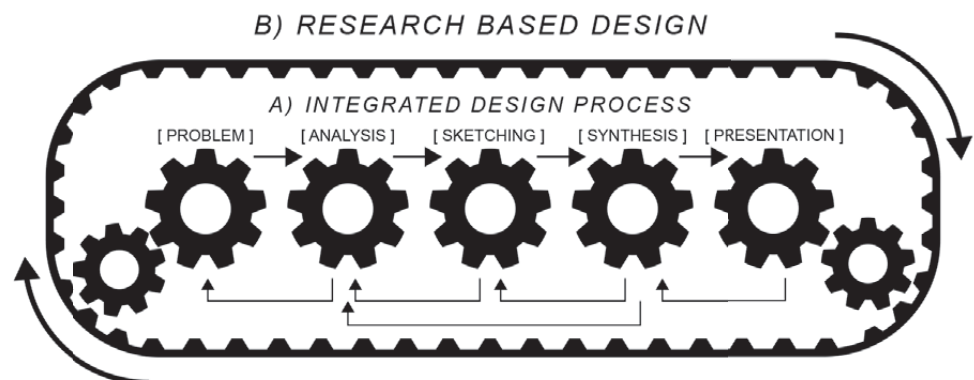 B) RESEARCH BASED DESIGN
A) INTEGRATED DESIGN PROCESS
[ PROBLEM ] [ ANALYSIS ] [ SKETCHING ] [ SYNTHESIS ] [ PRESENTATION ]